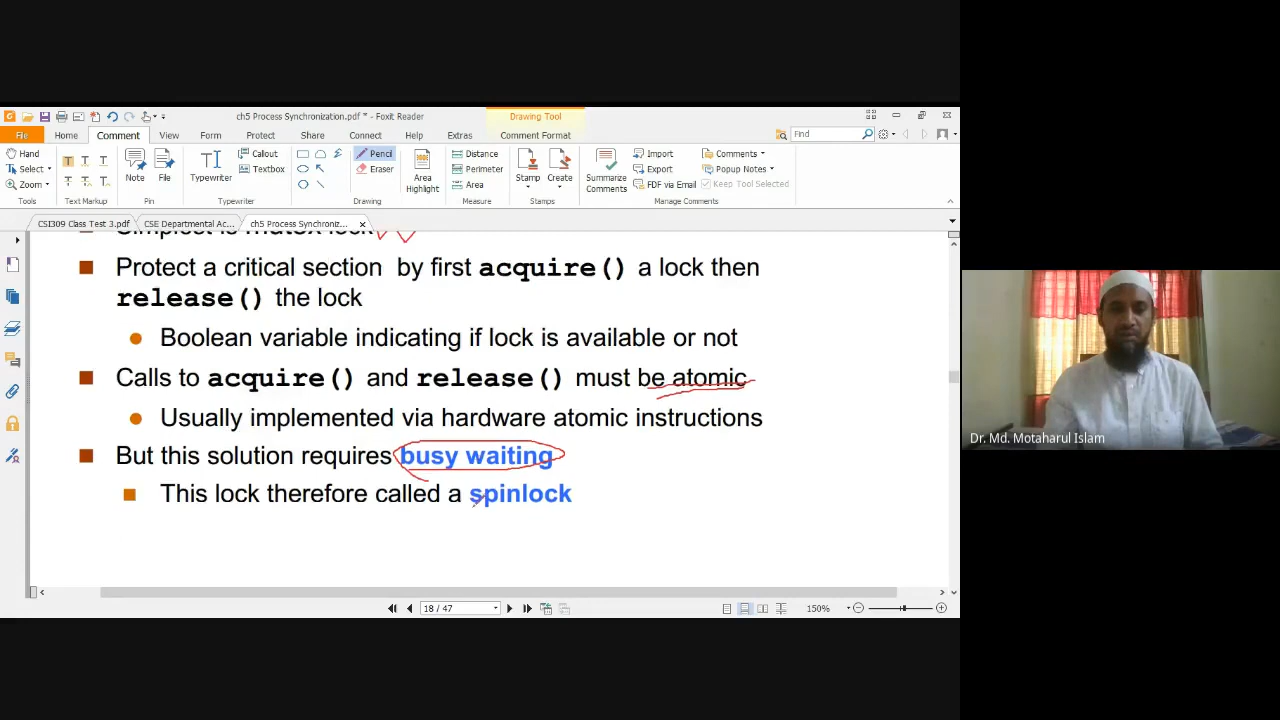 ch5 Process Synchronization.pdf * - Foxit Reader
Drawing Tool
File Home Comment View Form Protect Share Connect Help Extras Comment Format
Find
Hand
Select
Zoom
Tools
Text Markup
Note
File
Pin
Typewriter
Callout
Textbox
Typewriter
Pencil
Eraser
Drawing
Area
Highlight
Distance
Perimeter
Area
Measure
Stamp
Create
Stamps
Summarize
Comments
Import
Export
FDF via Email
Comments
Popup Notes
Keep Tool Selected
Manage Comments
CSI309 Class Test 3.pdf
CSE Departmental Ac...
ch5 Process Synchroniz...
Simplest is mutex lock
Protect a critical section by first acquire() a lock then
release() the lock
Boolean variable indicating if lock is available or not
Calls to acquire() and release() must be atomic
Usually implemented via hardware atomic instructions
But this solution requires busy waiting
This lock therefore called a spinlock
18 / 47
150%
Dr. Md. Motaharul Islam